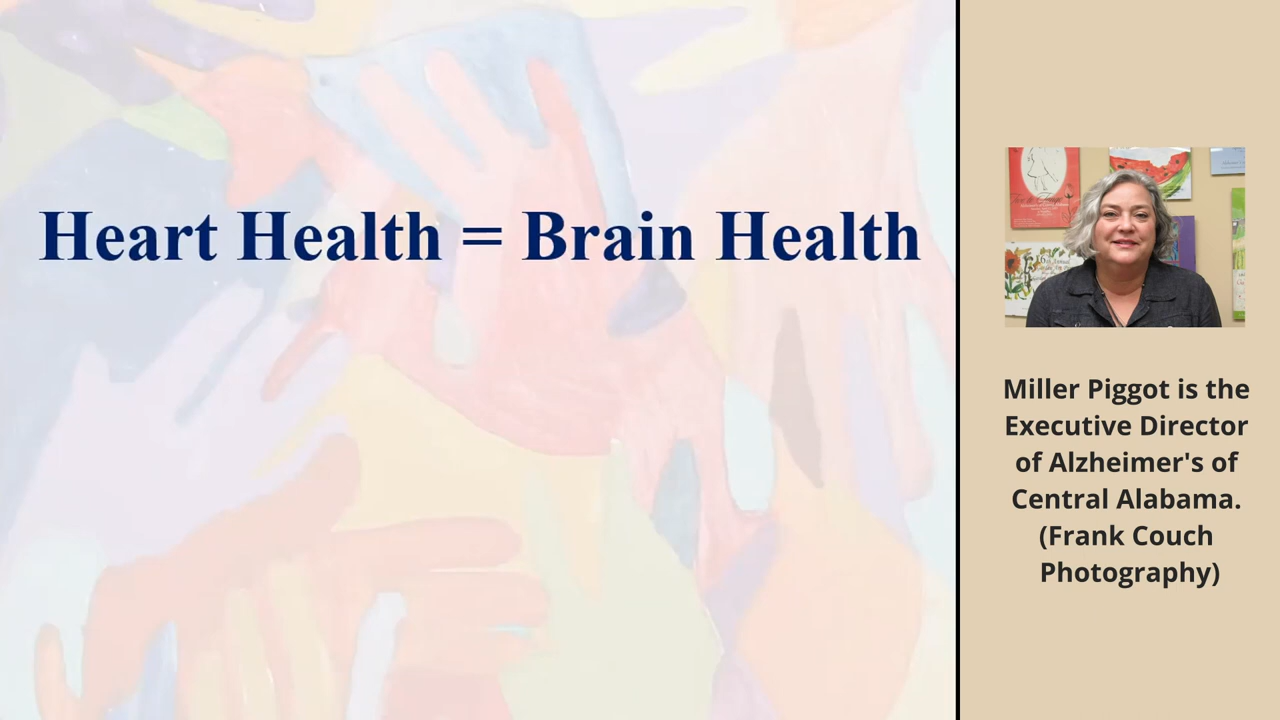 Heart Health = Brain Health
Miller Piggot is the
Executive Director
of Alzheimer's of
Central Alabama.
(Frank Couch
Photography)